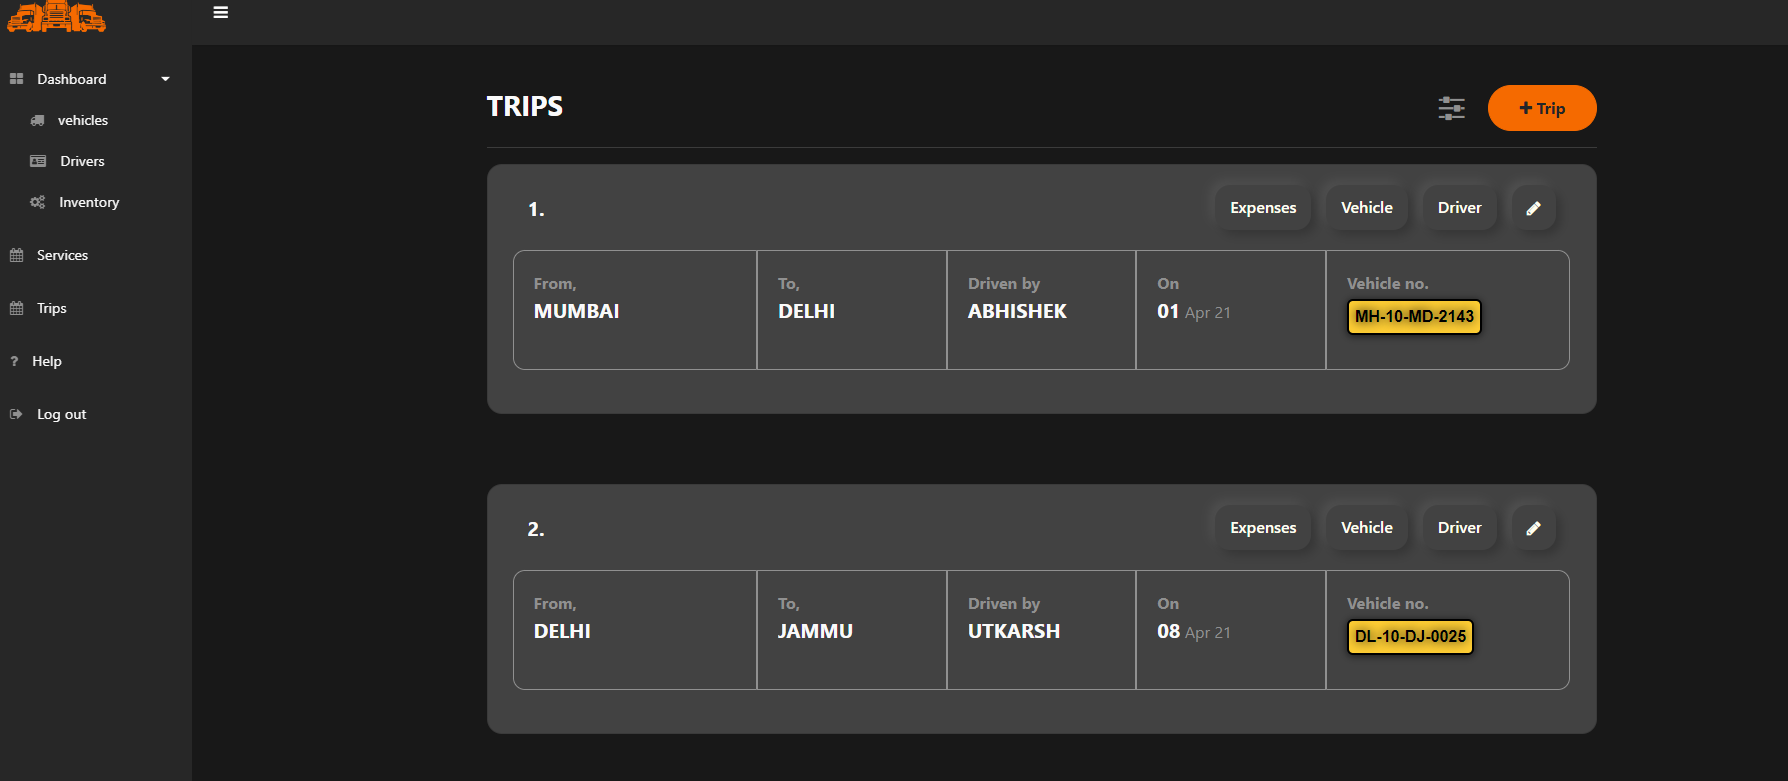 Dashboard
vehicles
Drivers
Inventory
Services
Trips
? Help
Log out
TRIPS
+ Trip
1.
Expenses Vehicle Driver
From, To, Driven by On Vehicle no.
MUMBAI DELHI ABHISHEK 01 Apr 21 MH-10-MD-2143
2.
Expenses Vehicle Driver
From, To, Driven by On Vehicle no.
DELHI JAMMU UTKARSH 08 Apr 21 DL-10-DJ-0025